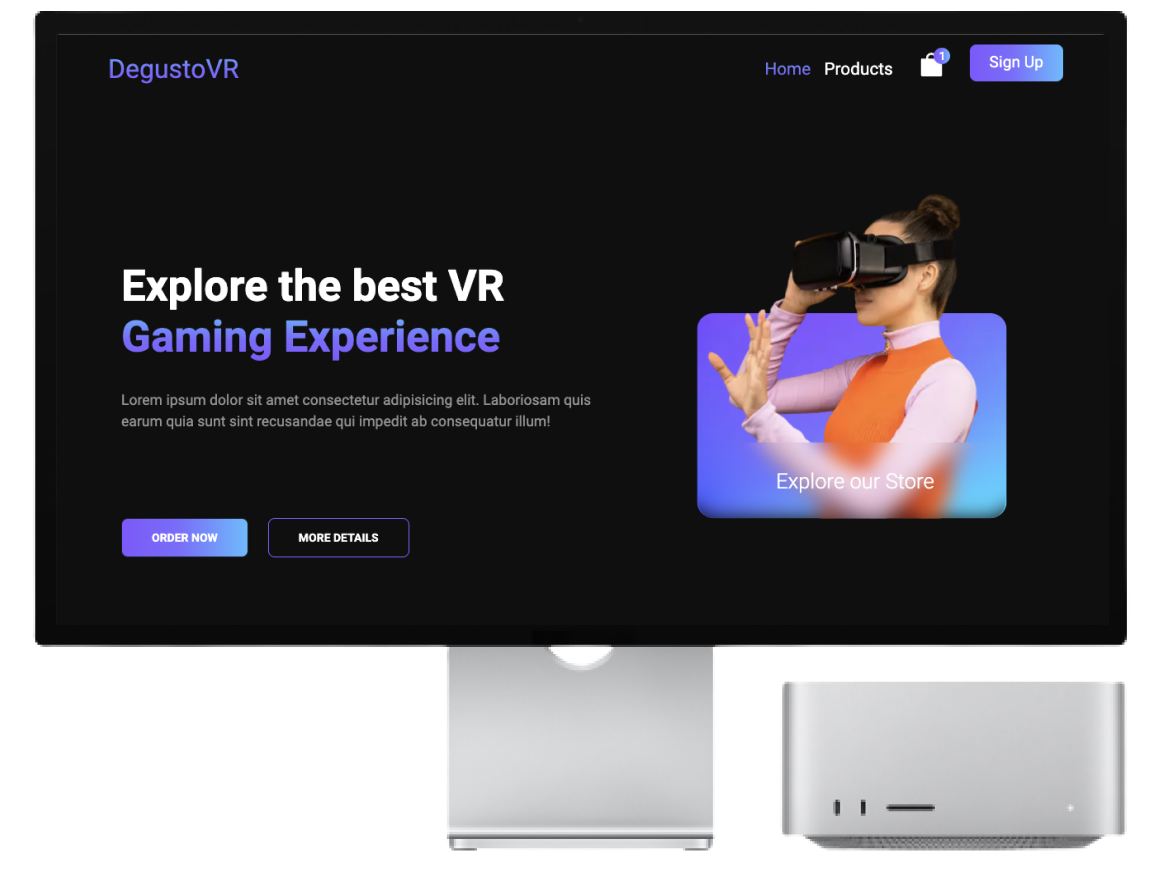 DegustoVR
Home Products 1 Sign Up
Explore the best VR
Gaming Experience
Lorem ipsum dolor sit amet consectetur adipisicing elit. Laboriosam quis
earum quia sunt sint recusandae qui impedit ab consequatur illum!
Explore our Store
ORDER NOW MORE DETAILS